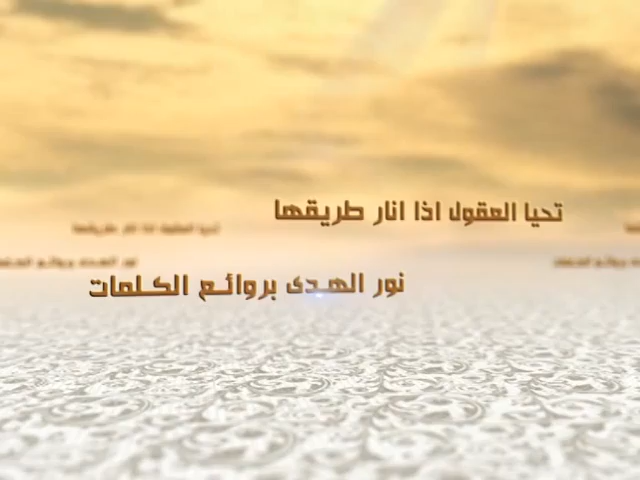 تحيا العقول اذا انار طريقها
نور الهدى بروائع الكلمات